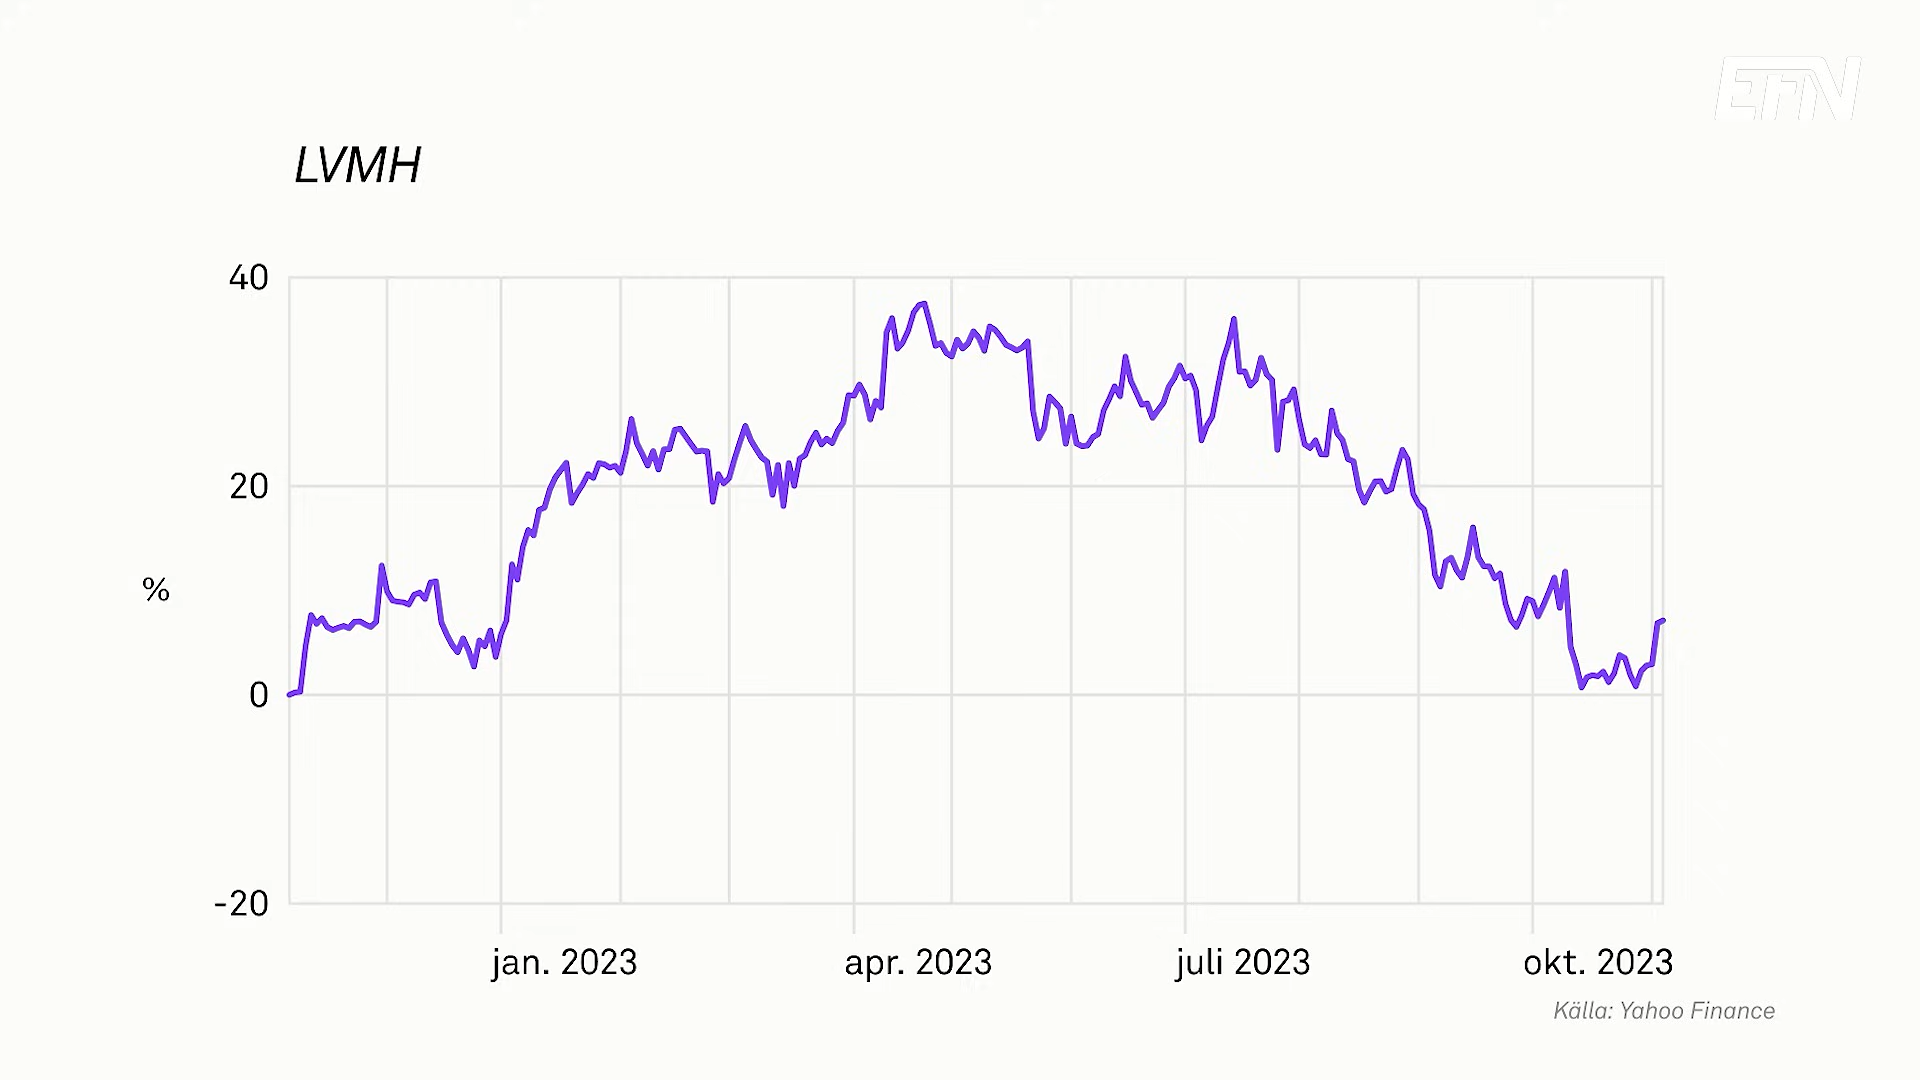 EFN
LVMH
40
20
%
0
-20
jan. 2023
apr. 2023
juli 2023
okt. 2023
Källa: Yahoo Finance